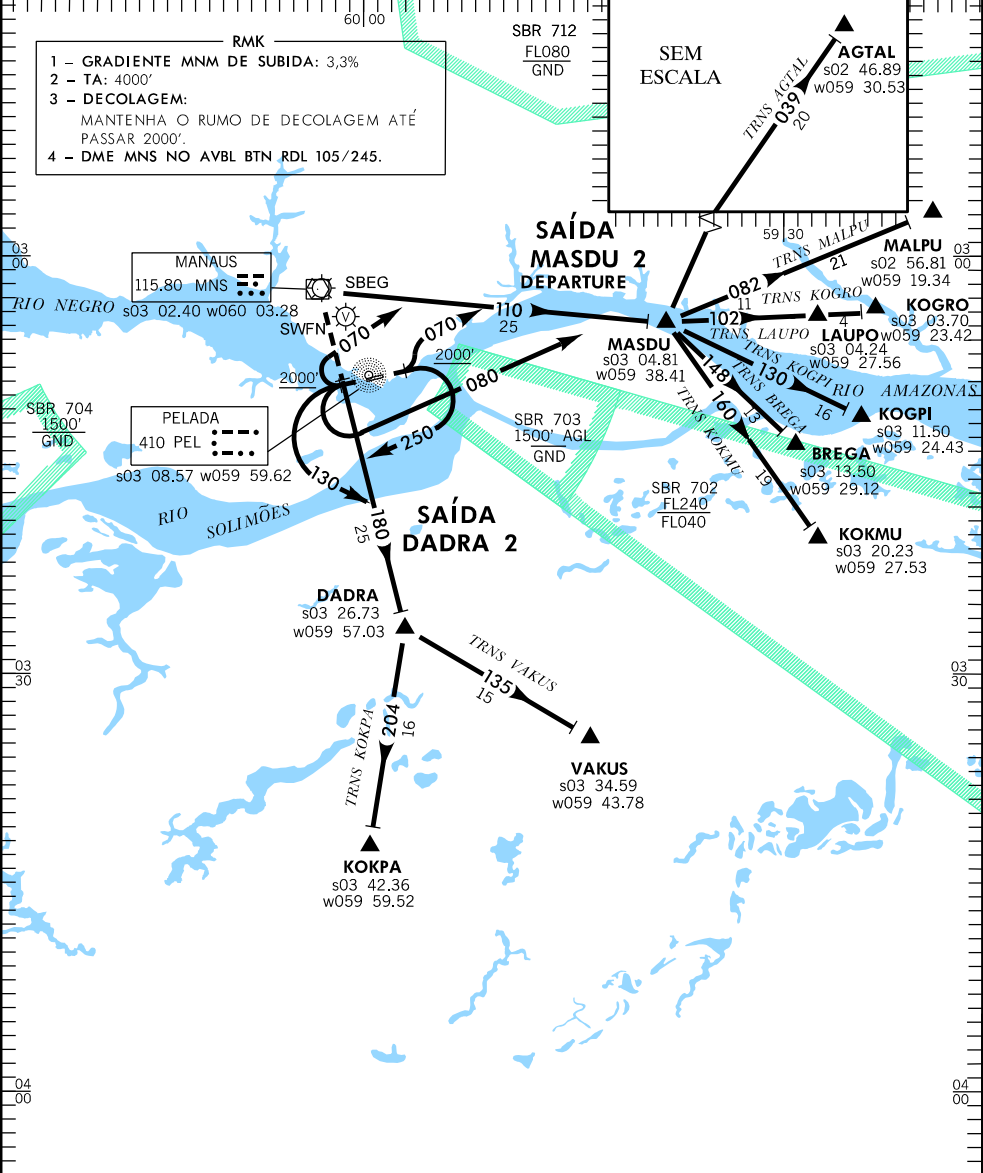 60 00
RMK
1 – GRADIENTE MNM DE SUBIDA: 3,3%
2 – TA: 4000'
3 – DECOLAGEM:
MANTENHA O RUMO DE DECOLAGEM ATÉ
PASSAR 2000'.
4 – DME MNS NO AVBL BTN RDL 105/245.
SBR 712
FL080
GND
SEM
ESCALA
AGTAL
s02 46.89
w059 30.53
TRNS AGTAL
039
20
59 30
03
00
03
00
MANAUS
115.80 MNS
s03 02.40 w060 03.28
RIO NEGRO
SBEG
SWFN
V
SAÍDA
MASDU 2
DEPARTURE
110
25
070
070
2000'
2000'
080
250
130
MASDU
s03 04.81
w059 38.41
TRNS MALPU
082
21
MALPU
s02 56.81
w059 19.34
11
TRNS KOGRO
102
4
KOGRO
s03 03.70
w059 23.42
TRNS LAUPO
LAUPO
s03 04.24
w059 27.56
TRNS KOGPI
130
16
KOGPI
s03 11.50
w059 24.43
RIO AMAZONAS
148
TRNS BREGA
13
BREGA
s03 13.50
w059 29.12
160
TRNS KOKMU
19
KOKMU
s03 20.23
w059 27.53
SBR 704
1500'
GND
PELADA
410 PEL
s03 08.57 w059 59.62
SBR 703
1500' AGL
GND
SBR 702
FL240
FL040
RIO SOLIMÕES
180
25
SAÍDA
DADRA 2
DADRA
s03 26.73
w059 57.03
TRNS VAKUS
135
15
VAKUS
s03 34.59
w059 43.78
TRNS KOKPA
204
16
KOKPA
s03 42.36
w059 59.52
03
30
03
30
04
00
04
00